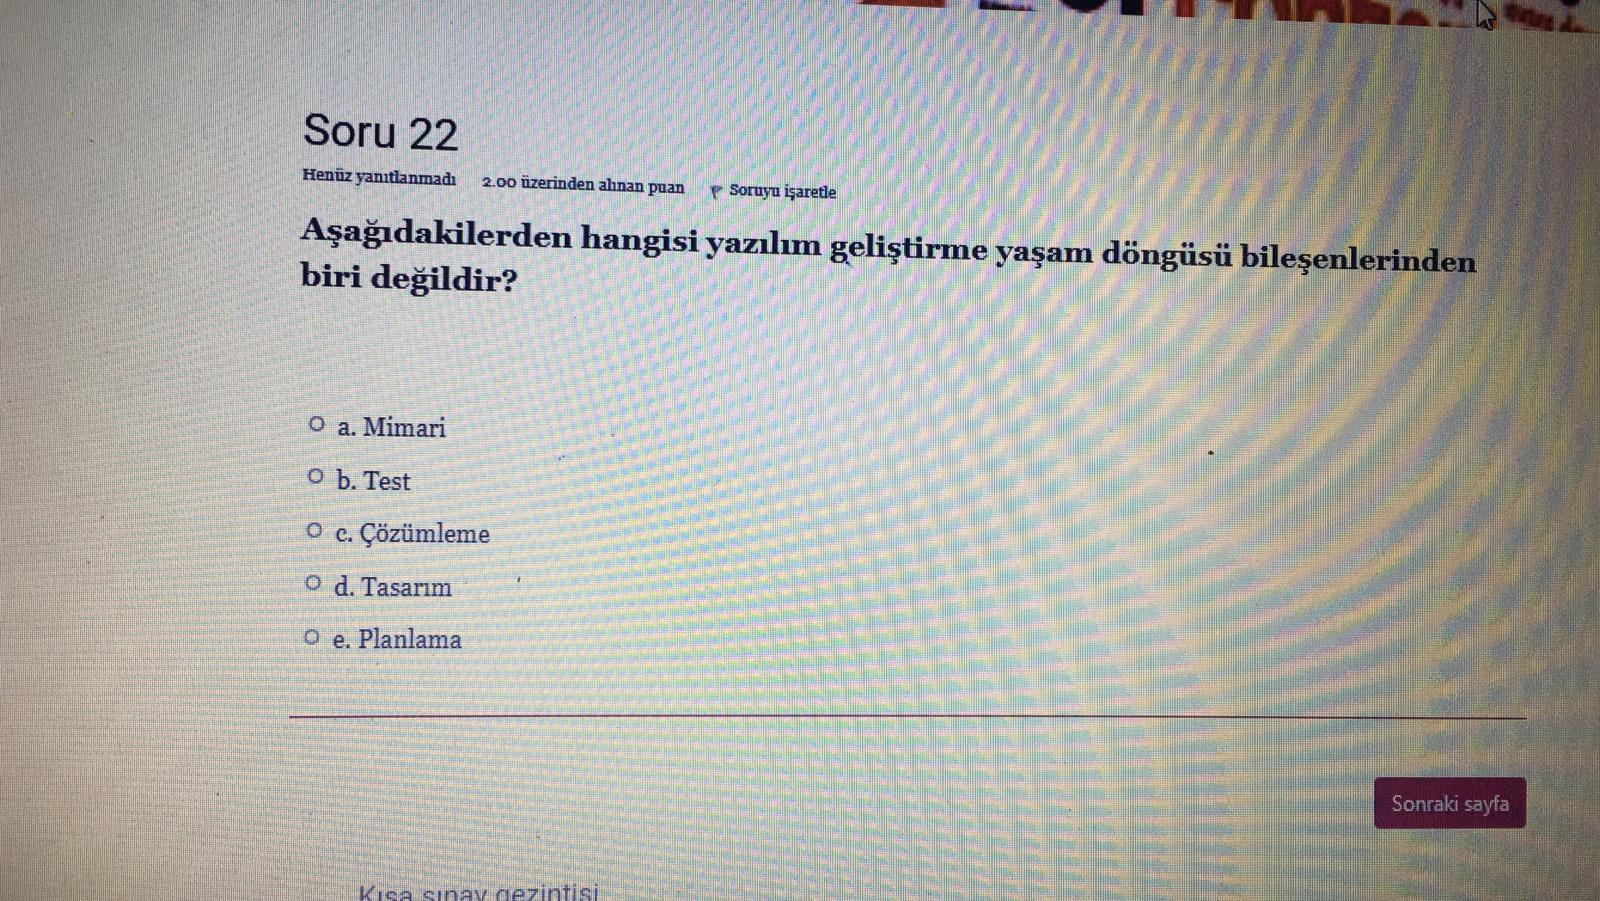 Soru 22
Henüz yanıtlanmadı 2.00 üzerinden alınan puan Soruyu işaretle
Aşağıdakilerden hangisi yazılım geliştirme yaşam döngüsü bileşenlerinden
biri değildir?
a. Mimari
b. Test
c. Çözümleme
d. Tasarım
e. Planlama
Sonraki sayfa
Kısa sınav gezintisi